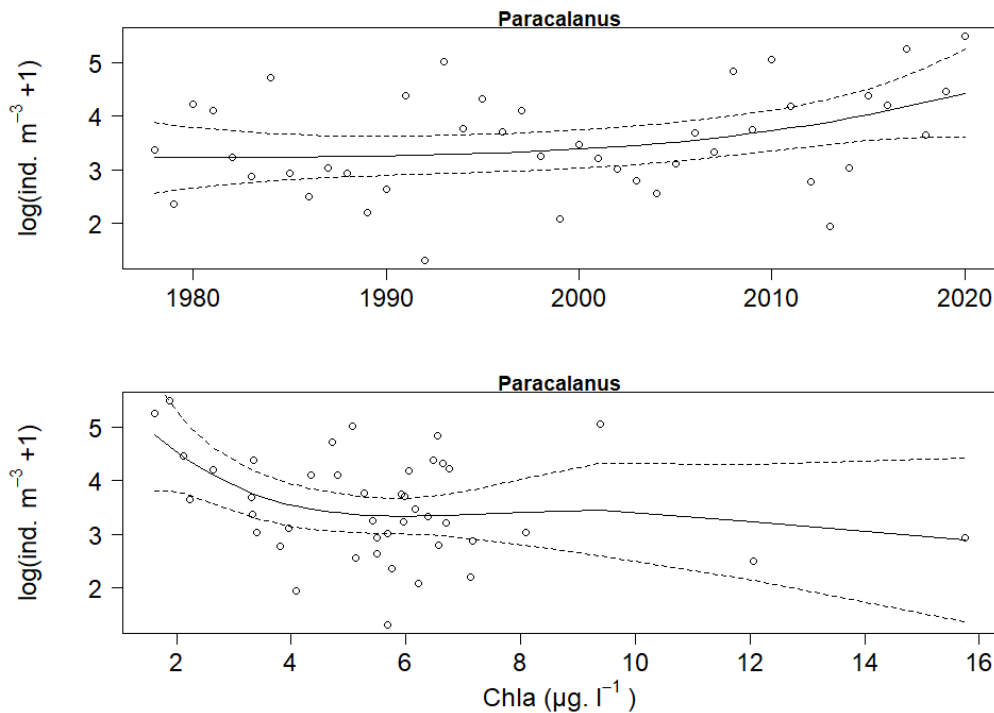 Paracalanus
log(ind. m⁻³ +1)
5
4
3
2
1980 1990 2000 2010 2020
Paracalanus
log(ind. m⁻³ +1)
5
4
3
2
2 4 6 8 10 12 14 16
Chla (µg. l⁻¹ )